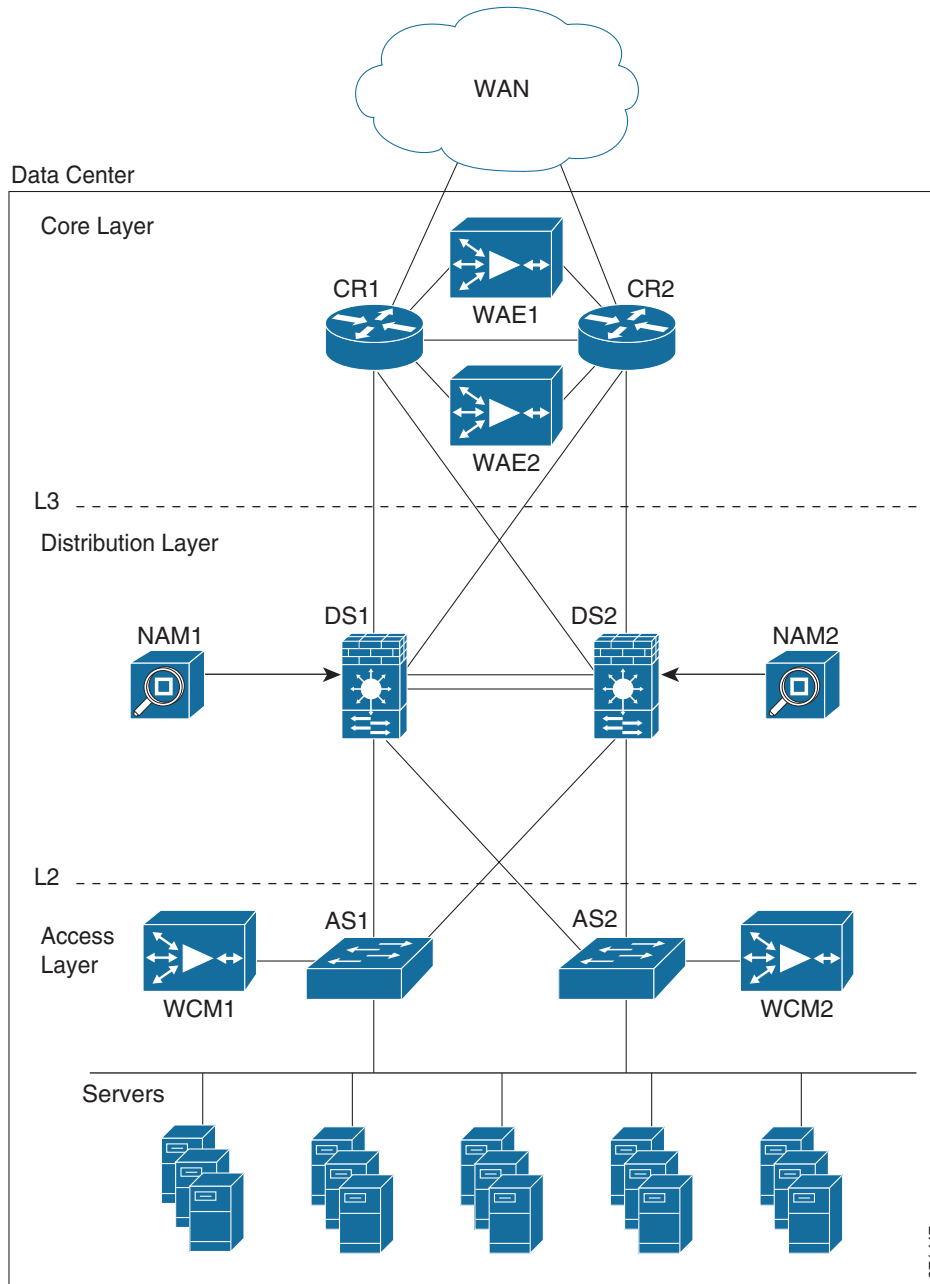 WAN
Data Center
Core Layer
CR1
CR2
WAE1
WAE2
L3
Distribution Layer
DS1
DS2
NAM1
NAM2
L2
Access
Layer
AS1
AS2
WCM1
WCM2
Servers